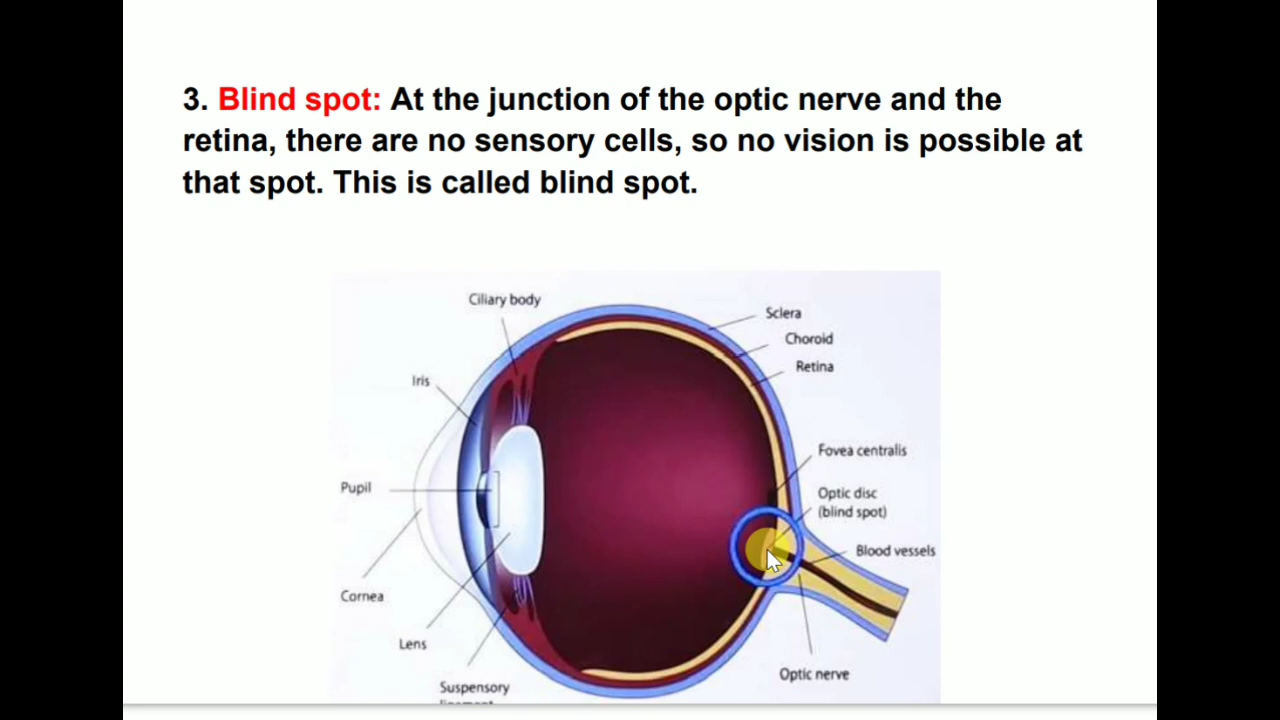 3. Blind spot: At the junction of the optic nerve and the
retina, there are no sensory cells, so no vision is possible at
that spot. This is called blind spot.
Ciliary body
Sclera
Choroid
Retina
Iris
Fovea centralis
Pupil
Optic disc
(blind spot)
Blood vessels
Cornea
Lens
Optic nerve
Suspensory
ligament